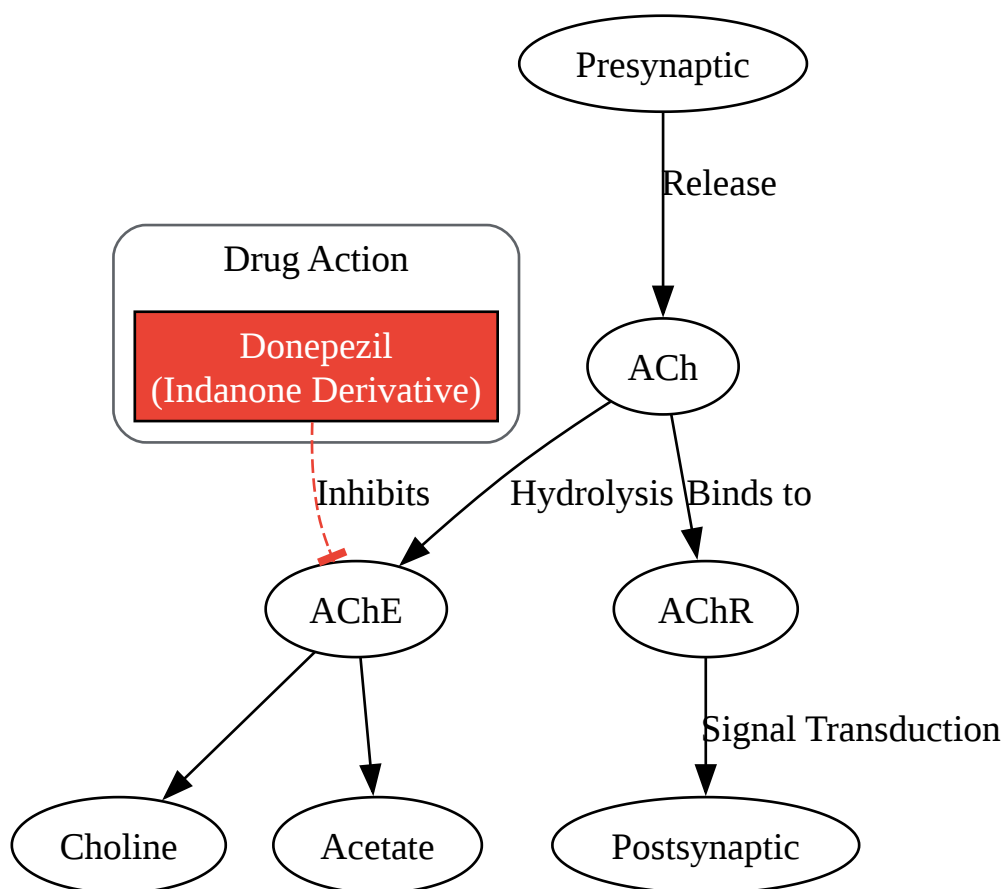 Presynaptic
Release
Drug Action
Donepezil
(Indanone Derivative)
ACh
Inhibits
Hydrolysis
Binds to
AChE
AChR
Signal Transduction
Choline
Acetate
Postsynaptic